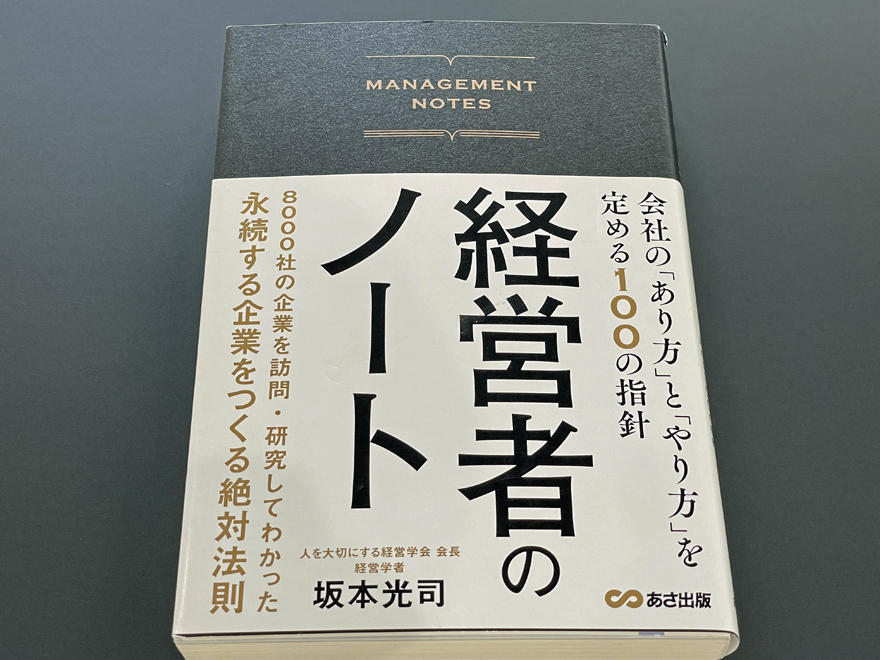 MANAGEMENT
NOTES
会社の「あり方」と「やり方」を
定める100の指針
経営者の
ノート
8000社の企業を訪問・研究してわかった
永続する企業をつくる絶対法則
人を大切にする経営学会 会長
経営学者
坂本光司
あさ出版